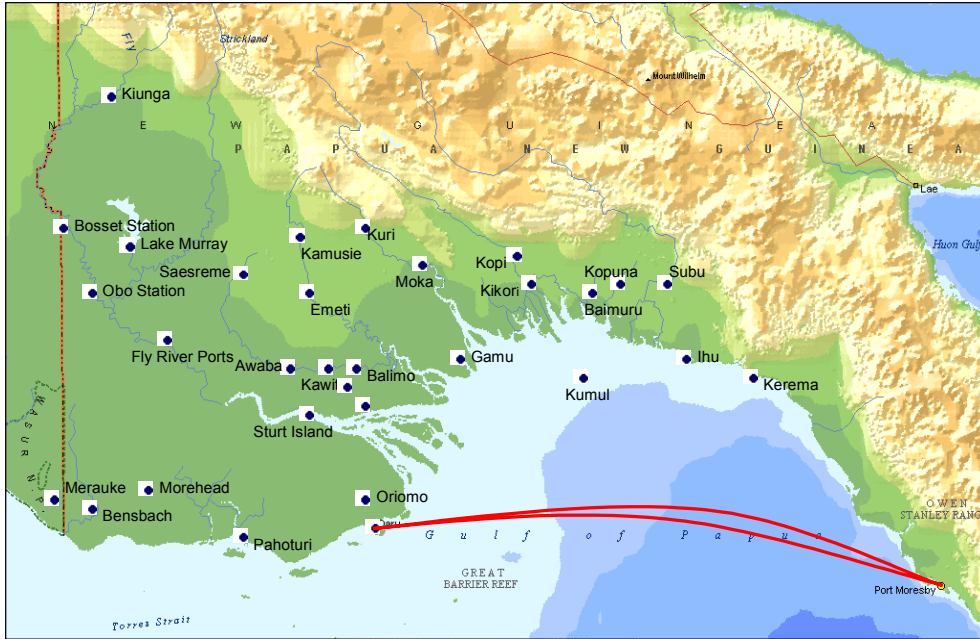 Fly
Strickland
Mount Wilhelm
Kiunga
N E W G U I N E A
P A P U A N E W G U I N E A
Lae
Bosset Station
Lake Murray
Kuri
Kamusie
Huon Gulf
Saesreme
Moka
Kopi
Kopuna
Subu
Obo Station
Emeti
Kikori
Baimuru
Fly River Ports
Awaba
Kawit
Balimo
Gamu
Ihu
Kumul
Kerema
Sturt Island
WASUR N P
Merauke
Morehead
Oriomo
Bensbach
OWEN
STANLEY RANG
Pahoturi
Gulf of Papua
GREAT
BARRIER REEF
Port Moresby
Torres Strait